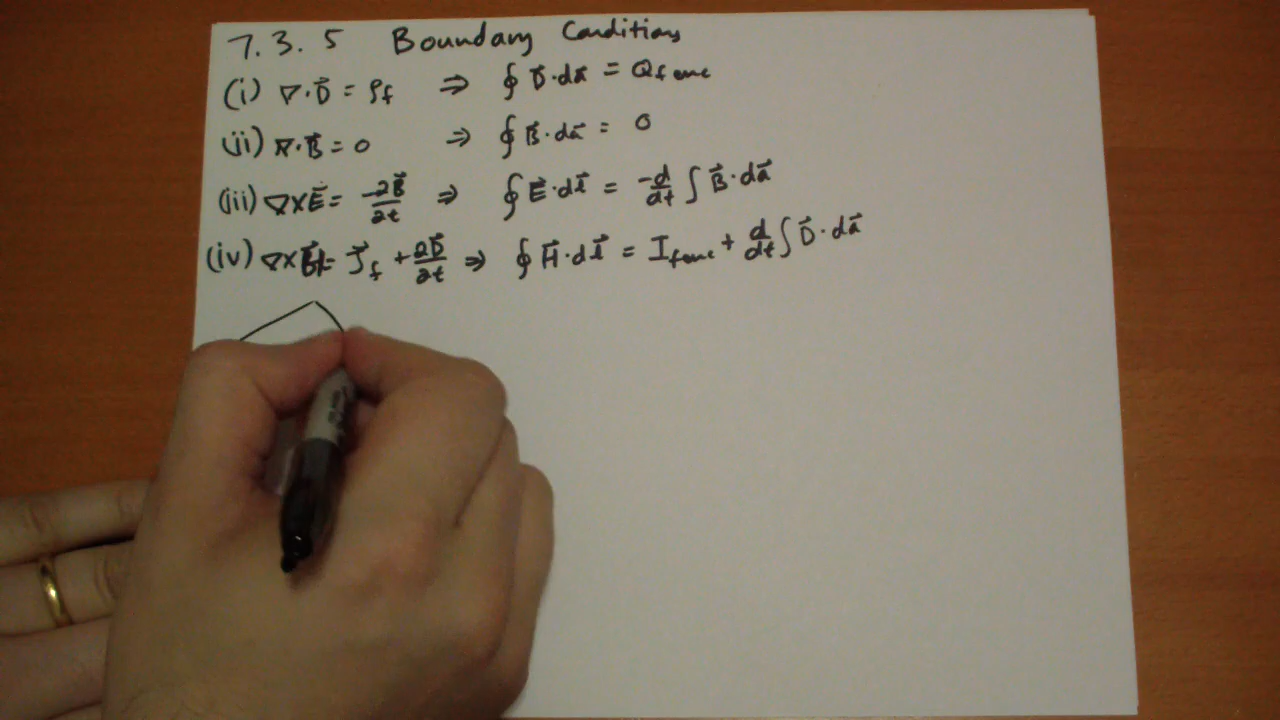 7.3.5 Boundary Conditions
(i) ∇·D⃗ = ρf ⇒ ∮ D⃗·da⃗ = Qf enc
(ii) ∇·B⃗ = 0 ⇒ ∮ B⃗·da⃗ = 0
(iii) ∇×E⃗ = -∂B⃗/∂t ⇒ ∮ E⃗·dl⃗ = -d/dt ∫ B⃗·da⃗
(iv) ∇×H⃗ = J⃗f + ∂D⃗/∂t ⇒ ∮ H⃗·dl⃗ = If enc + d/dt ∫ D⃗·da⃗